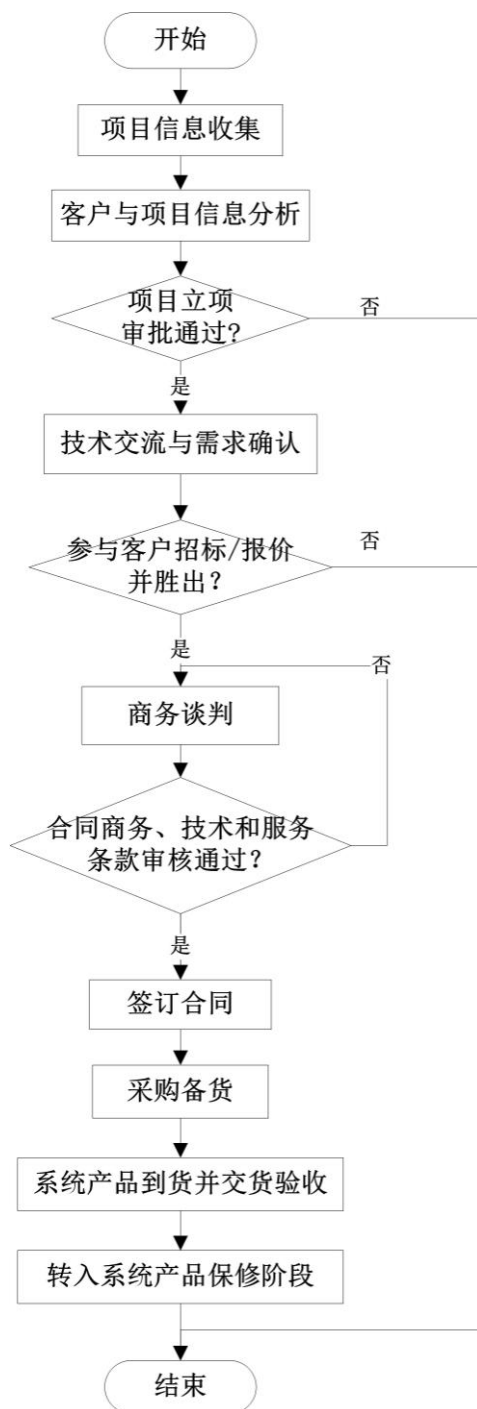 开始
项目信息收集
客户与项目信息分析
项目立项
审批通过?
否
是
技术交流与需求确认
参与客户招标/报价
并胜出？
否
是
否
商务谈判
合同商务、技术和服务
条款审核通过？
是
签订合同
采购备货
系统产品到货并交货验收
转入系统产品保修阶段
结束